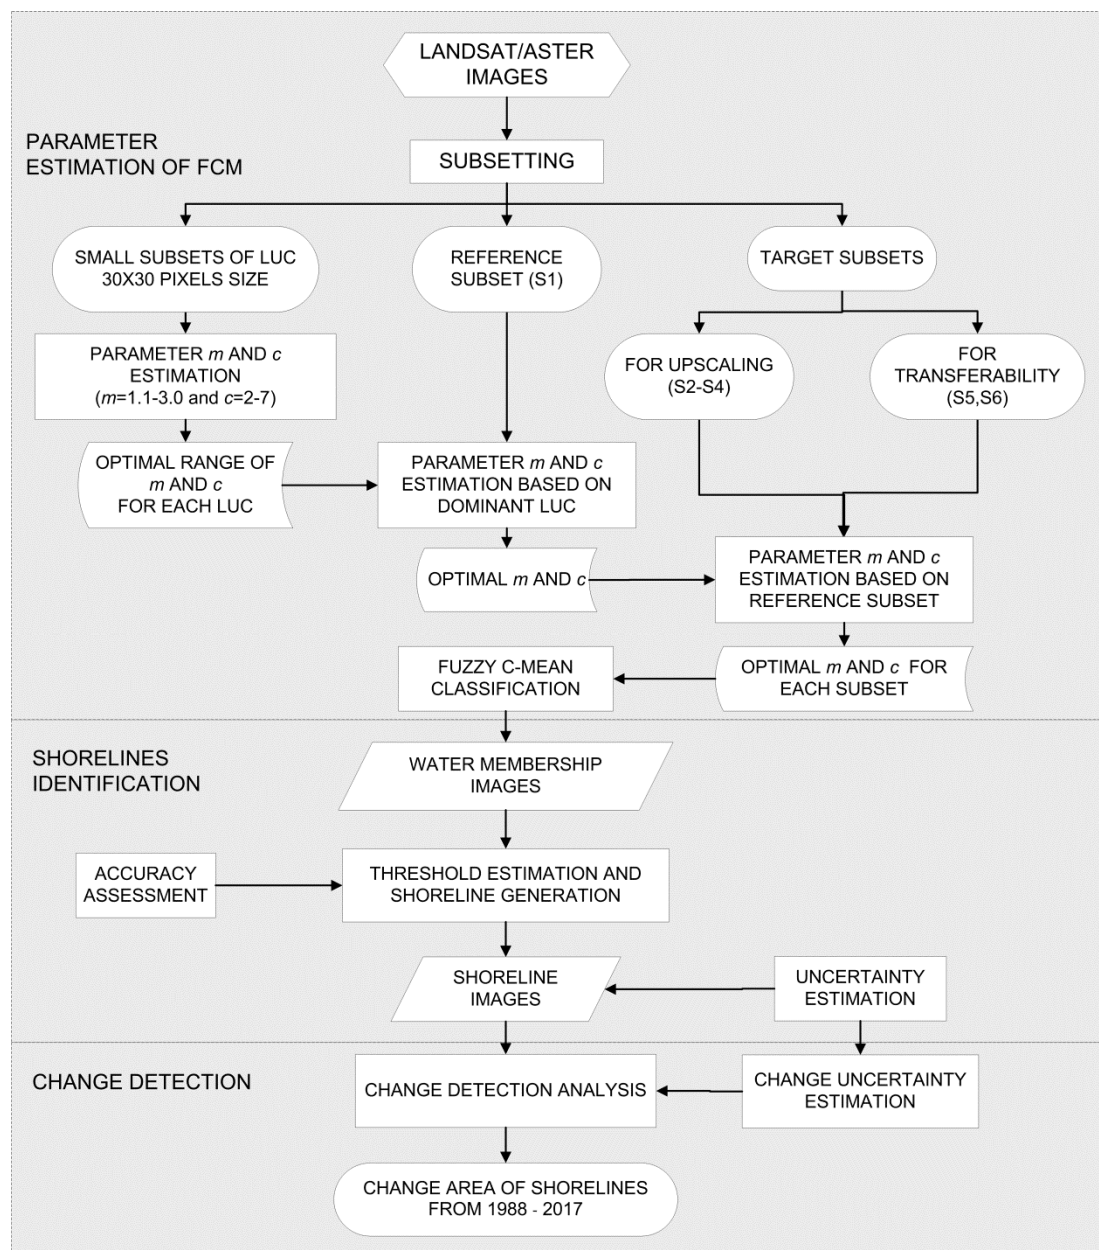 LANDSAT/ASTER
IMAGES
PARAMETER
ESTIMATION OF FCM
SUBSETTING
SMALL SUBSETS OF LUC
30X30 PIXELS SIZE
REFERENCE
SUBSET (S1)
TARGET SUBSETS
PARAMETER m AND c
ESTIMATION
(m=1.1-3.0 and c=2-7)
FOR UPSCALING
(S2-S4)
FOR
TRANSFERABILITY
(S5,S6)
OPTIMAL RANGE OF
m AND c
FOR EACH LUC
PARAMETER m AND c
ESTIMATION BASED ON
DOMINANT LUC
OPTIMAL m AND c
PARAMETER m AND c
ESTIMATION BASED ON
REFERENCE SUBSET
FUZZY C-MEAN
CLASSIFICATION
OPTIMAL m AND c FOR
EACH SUBSET
SHORELINES
IDENTIFICATION
WATER MEMBERSHIP
IMAGES
ACCURACY
ASSESSMENT
THRESHOLD ESTIMATION AND
SHORELINE GENERATION
SHORELINE
IMAGES
UNCERTAINTY
ESTIMATION
CHANGE DETECTION
CHANGE DETECTION ANALYSIS
CHANGE UNCERTAINTY
ESTIMATION
CHANGE AREA OF SHORELINES
FROM 1988 - 2017